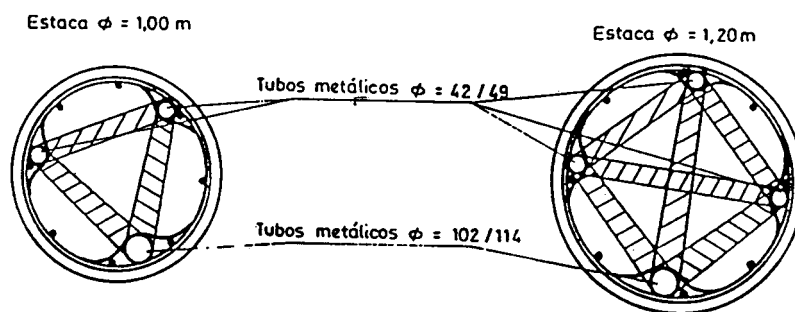 Estaca ϕ = 1,00 m
Estaca ϕ = 1,20 m
Tubos metálicos ϕ = 42 / 49
Tubos metálicos ϕ = 102 / 114